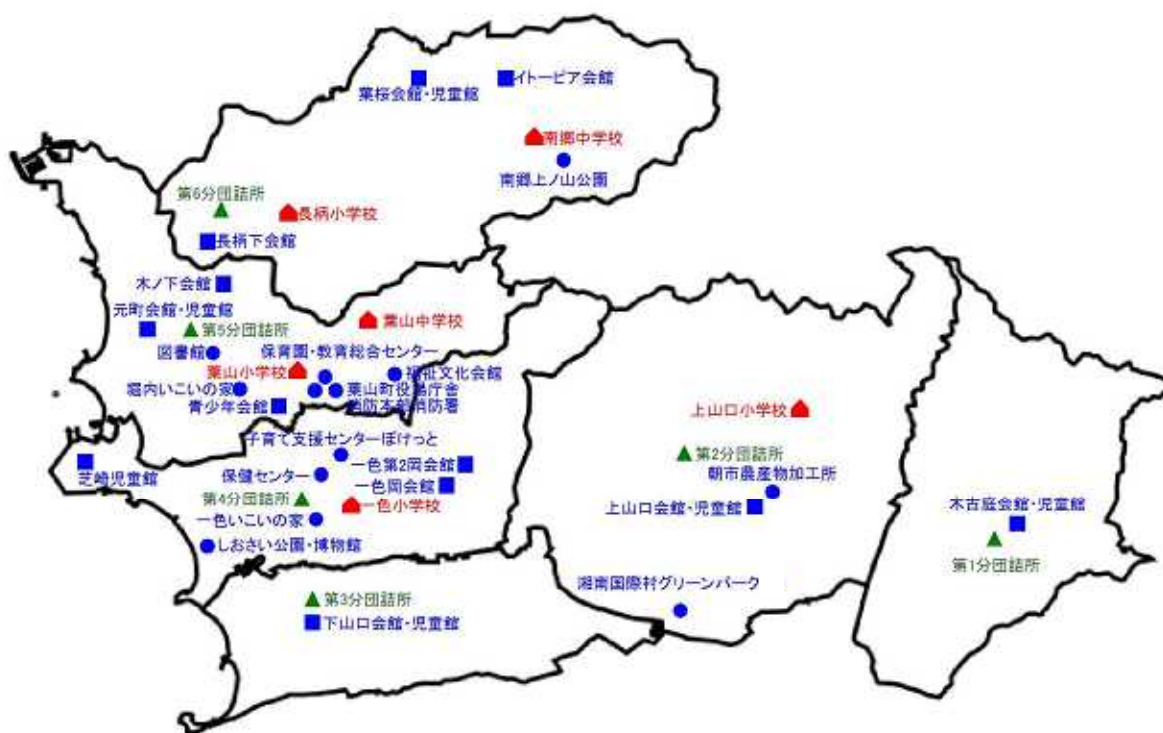 葉桜会館・児童館
イトーピア会館
南郷中学校
南郷上ノ山公園
第6分団詰所
長柄小学校
長柄下会館
木ノ下会館
元町会館・児童館
第5分団詰所
葉山中学校
図書館
保育園・教育総合センター
葉山小学校
福祉文化会館
堀内いこいの家
葉山町役場庁舎
青少年会館
消防本部消防署
上山口小学校
子育て支援センターぽけっと
芝崎児童館
保健センター
一色第2岡会館
一色岡会館
第4分団詰所
一色小学校
一色いこいの家
しおさい公園・博物館
第2分団詰所
朝市農産物加工所
上山口会館・児童館
木古庭会館・児童館
第1分団詰所
湘南国際村グリーンパーク
第3分団詰所
下山口会館・児童館